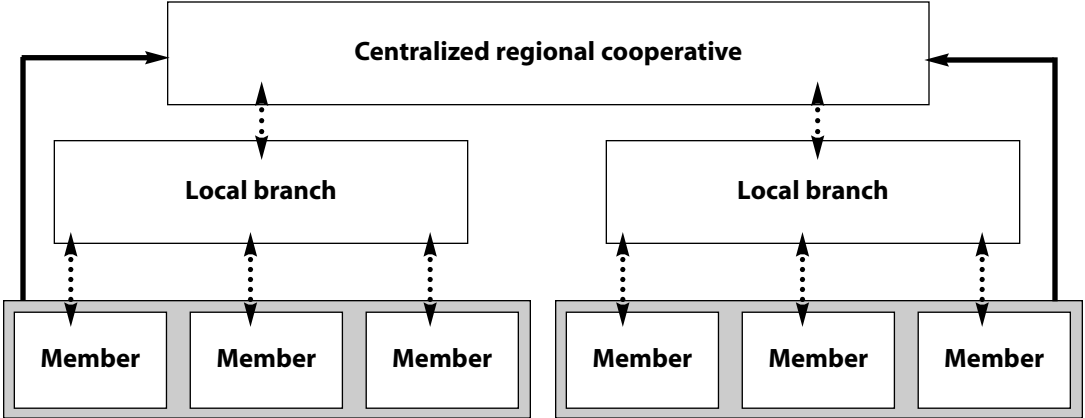 Centralized regional cooperative
Local branch
Local branch
Member
Member
Member
Member
Member
Member